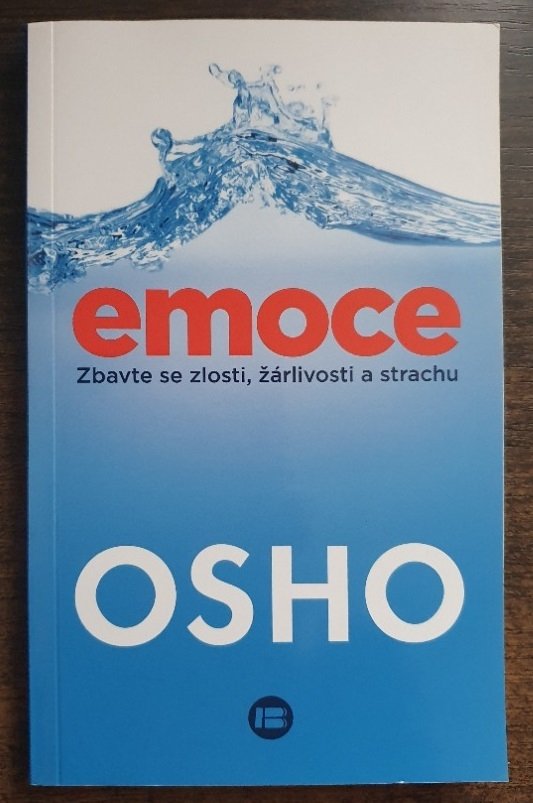 emoce
Zbavte se zlosti, žárlivosti a strachu
OSHO